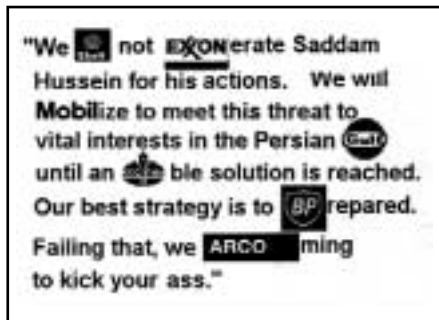 "We Shell not EXXONerate Saddam
Hussein for his actions. We will
Mobilize to meet this threat to
vital interests in the Persian Gulf
until an ble solution is reached.
Our best strategy is to BP repared.
Failing that, we ARCO ming
to kick your ass."